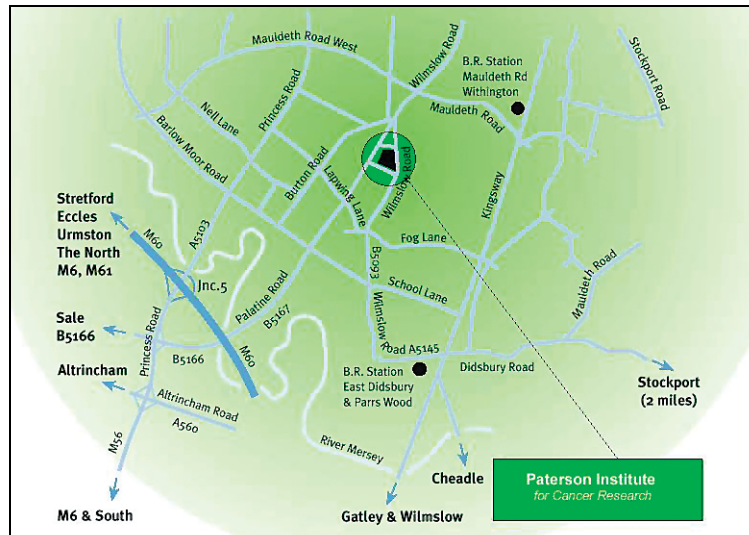 Mauldeth Road West
Wilmslow Road
Stockport Road
B.R. Station
Mauldeth Rd
Withington
Mauldeth Road
Nell Lane
Princess Road
Barlow Moor Road
Burton Road
Lapwing Lane
Wilmslow Road
Kingsway
Stretford
Eccles
Urmston
The North
M6, M61
M60
A5103
Jnc.5
Fog Lane
B5093
School Lane
Mauldeth Road
Palatine Road
B5167
Wilmslow
Road A5145
Didsbury Road
Sale
B5166
Princess Road
B5166
M60
Altrincham
Altrincham Road
A560
B.R. Station
East Didsbury
& Parrs Wood
Stockport
(2 miles)
M56
River Mersey
Cheadle
Paterson Institute
for Cancer Research
M6 & South
Gatley & Wilmslow